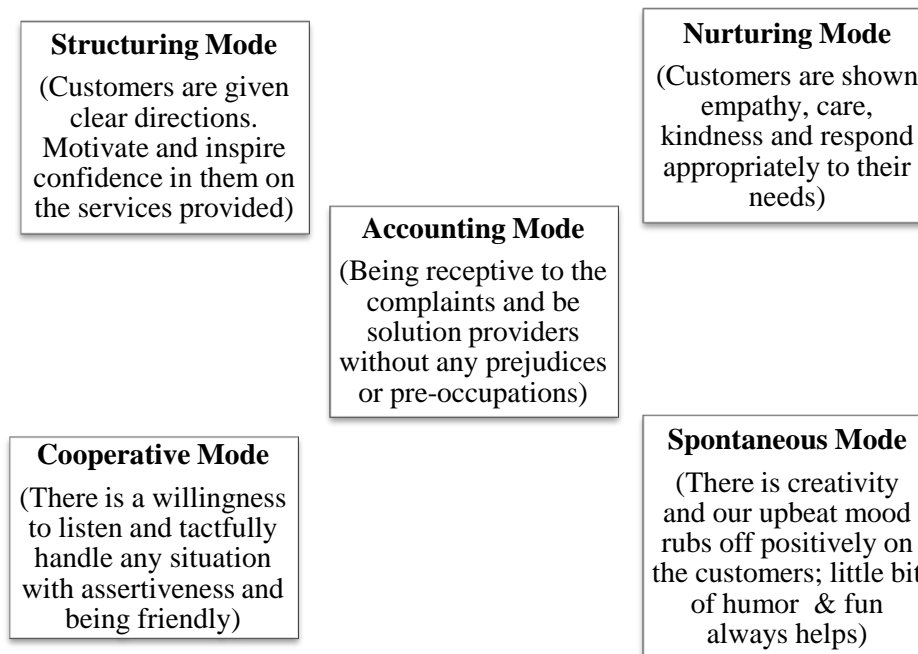 Structuring Mode
(Customers are given
clear directions.
Motivate and inspire
confidence in them on
the services provided)
Nurturing Mode
(Customers are shown
empathy, care,
kindness and respond
appropriately to their
needs)
Accounting Mode
(Being receptive to the
complaints and be
solution providers
without any prejudices
or pre-occupations)
Cooperative Mode
(There is a willingness
to listen and tactfully
handle any situation
with assertiveness and
being friendly)
Spontaneous Mode
(There is creativity
and our upbeat mood
rubs off positively on
the customers; little bit
of humor & fun
always helps)